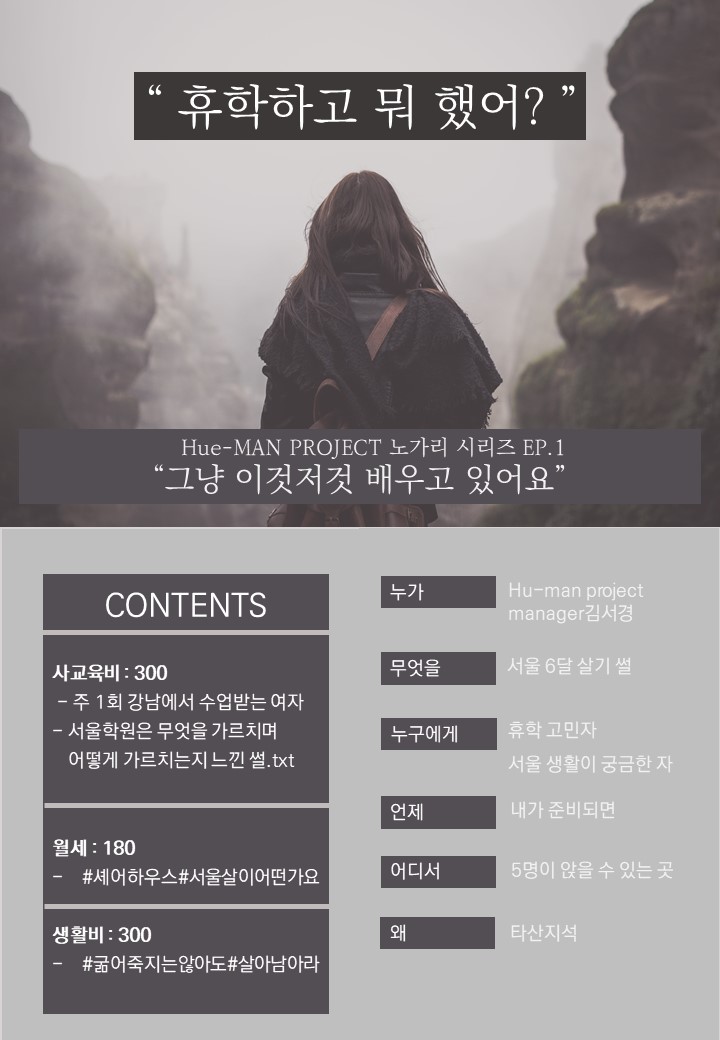 “ 휴학하고 뭐 했어? ”
Hue-MAN PROJECT 노가리 시리즈 EP.1
“그냥 이것저것 배우고 있어요”
CONTENTS
사교육비 : 300
- 주 1회 강남에서 수업받는 여자
- 서울학원은 무엇을 가르치며
어떻게 가르치는지 느낀 썰.txt
월세 : 180
- #셰어하우스#서울살이어떤가요
생활비 : 300
- #굶어죽지는않아도#살아남아라
누가
Hu-man project
manager김서경
무엇을
서울 6달 살기 썰
누구에게
휴학 고민자
서울 생활이 궁금한 자
언제
내가 준비되면
어디서
5명이 앉을 수 있는 곳
왜
타산지석